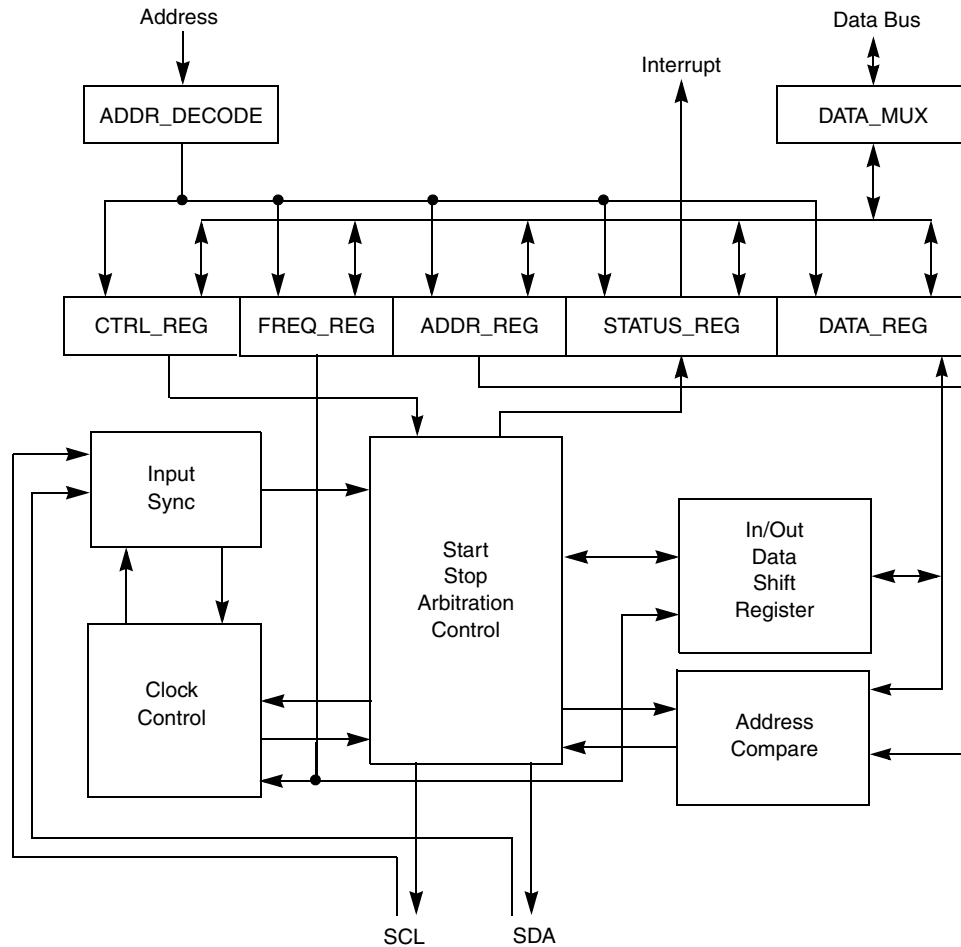 Address
Data Bus
Interrupt
ADDR_DECODE
DATA_MUX
CTRL_REG
FREQ_REG
ADDR_REG
STATUS_REG
DATA_REG
Input
Sync
Start
Stop
Arbitration
Control
In/Out
Data
Shift
Register
Clock
Control
Address
Compare
SCL
SDA